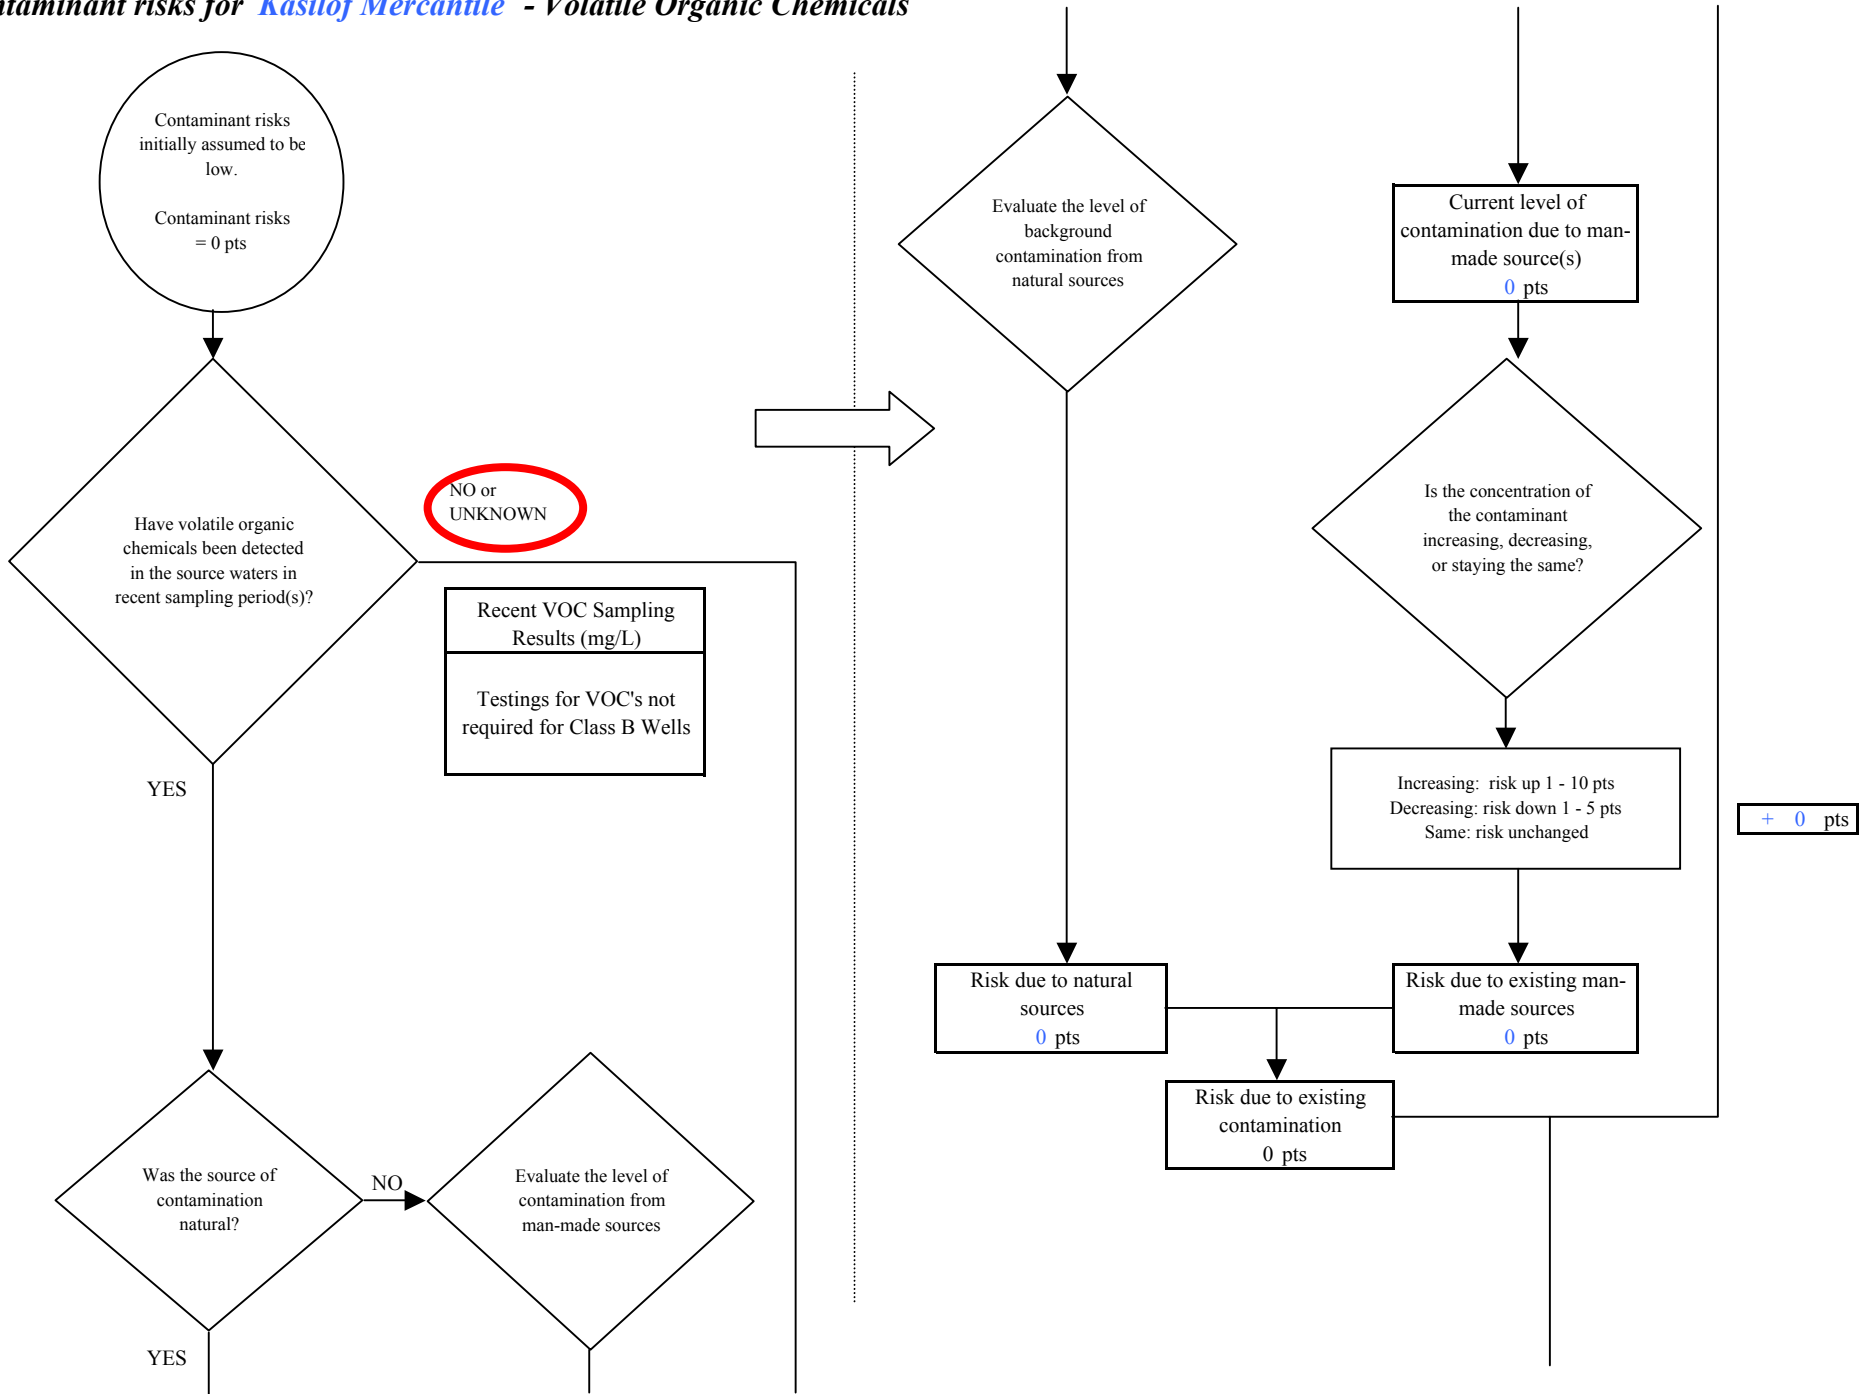 ntaminant risks for Kasilof Mercantile - Volatile Organic Chemicals
Contaminant risks
initially assumed to be
low.
Contaminant risks
= 0 pts
Have volatile organic
chemicals been detected
in the source waters in
recent sampling period(s)?
NO or
UNKNOWN
Recent VOC Sampling
Results (mg/L)
Testings for VOC's not
required for Class B Wells
YES
Was the source of
contamination
natural?
NO
Evaluate the level of
contamination from
man-made sources
YES
Evaluate the level of
background
contamination from
natural sources
Current level of
contamination due to man-
made source(s)
0 pts
Is the concentration of
the contaminant
increasing, decreasing,
or staying the same?
Increasing: risk up 1 - 10 pts
Decreasing: risk down 1 - 5 pts
Same: risk unchanged
+ 0 pts
Risk due to natural
sources
0 pts
Risk due to existing man-
made sources
0 pts
Risk due to existing
contamination
0 pts